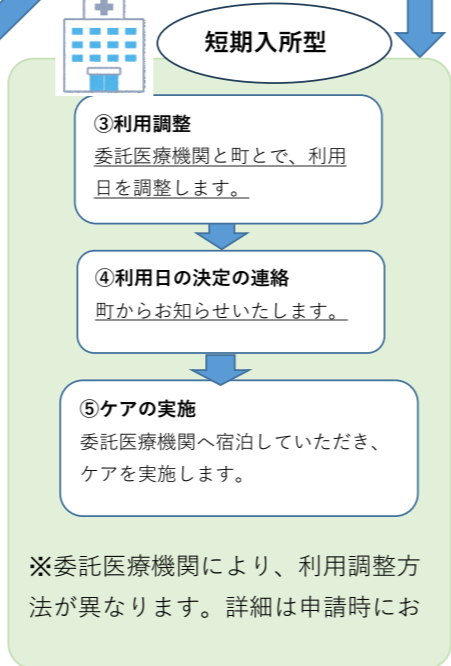 短期入所型
③利用調整
委託医療機関と町とで、利用
日を調整します。
④利用日の決定の連絡
町からお知らせいたします。
⑤ケアの実施
委託医療機関へ宿泊していただき、
ケアを実施します。
※委託医療機関により、利用調整方
法が異なります。詳細は申請時にお